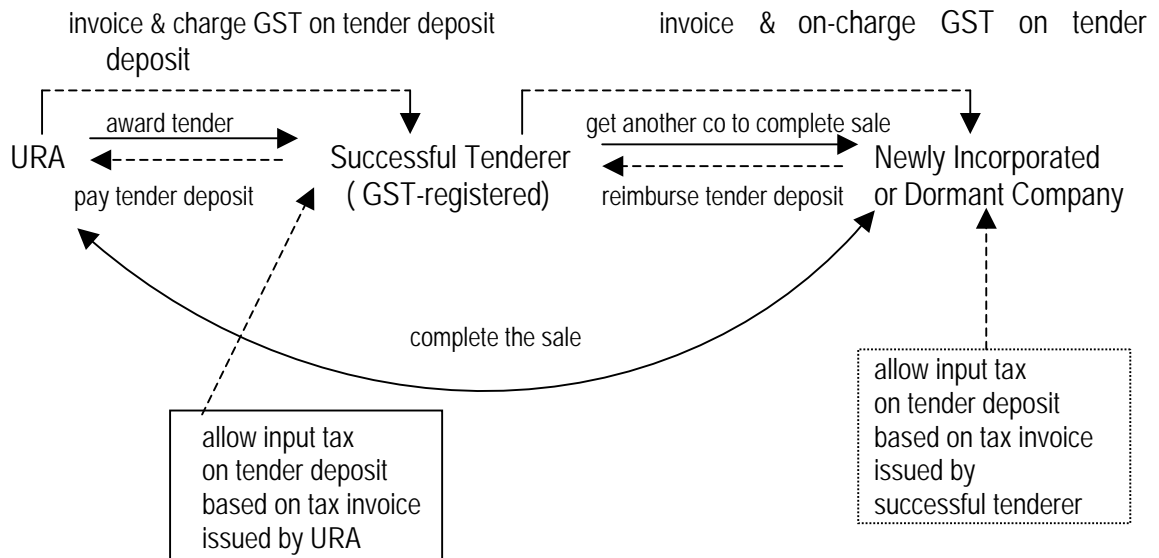 invoice & charge GST on tender deposit
deposit
invoice & on-charge GST on tender
award tender
get another co to complete sale
URA
Successful Tenderer
( GST-registered)
Newly Incorporated
or Dormant Company
pay tender deposit
reimburse tender deposit
complete the sale
allow input tax
on tender deposit
based on tax invoice
issued by URA
allow input tax
on tender deposit
based on tax invoice
issued by
successful tenderer